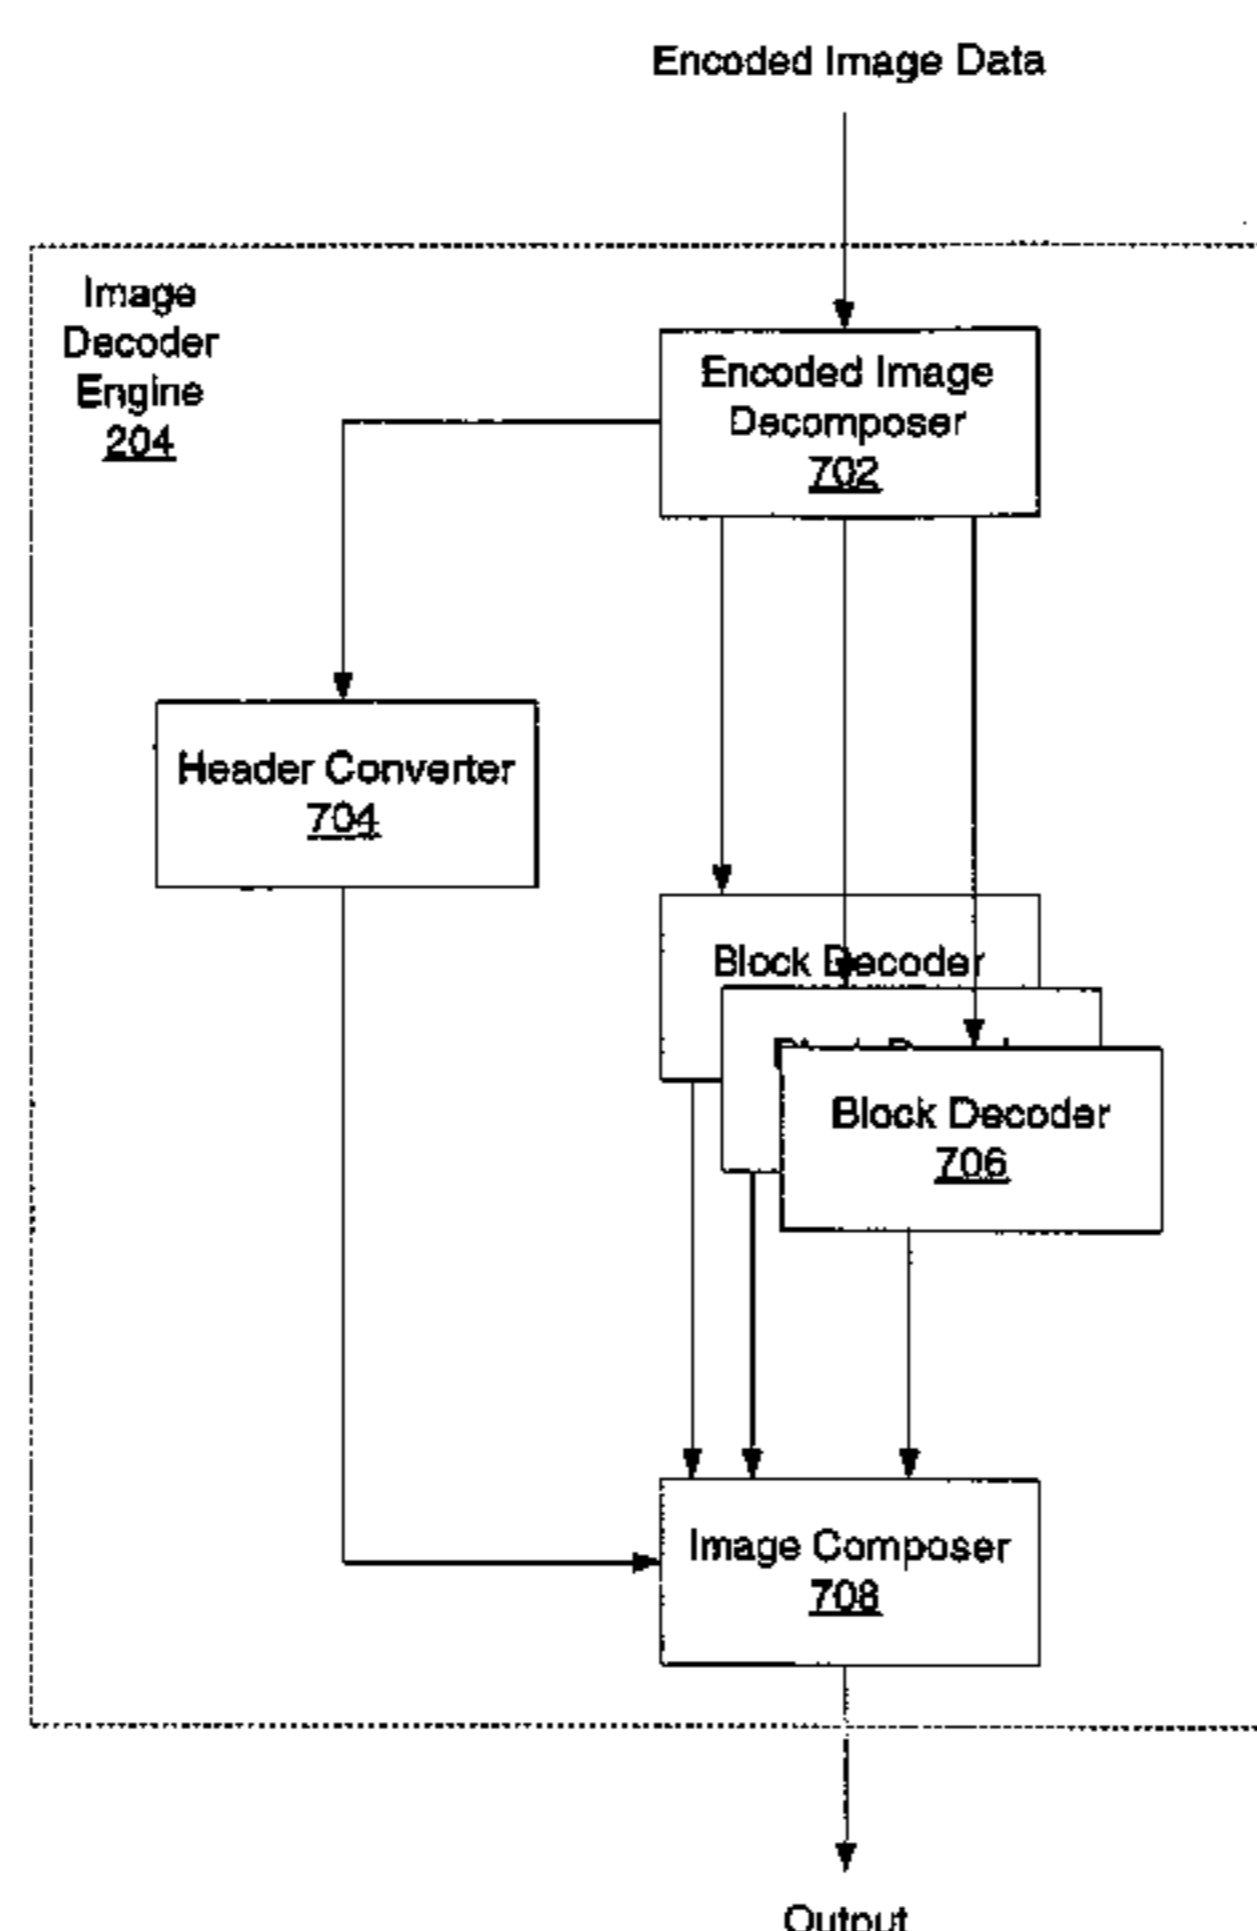 Encoded Image Data
Image
Decoder
Engine
204
Encoded Image
Decomposer
702
Header Converter
704
Block Decoder
Block Decoder
706
Image Composer
708
Output